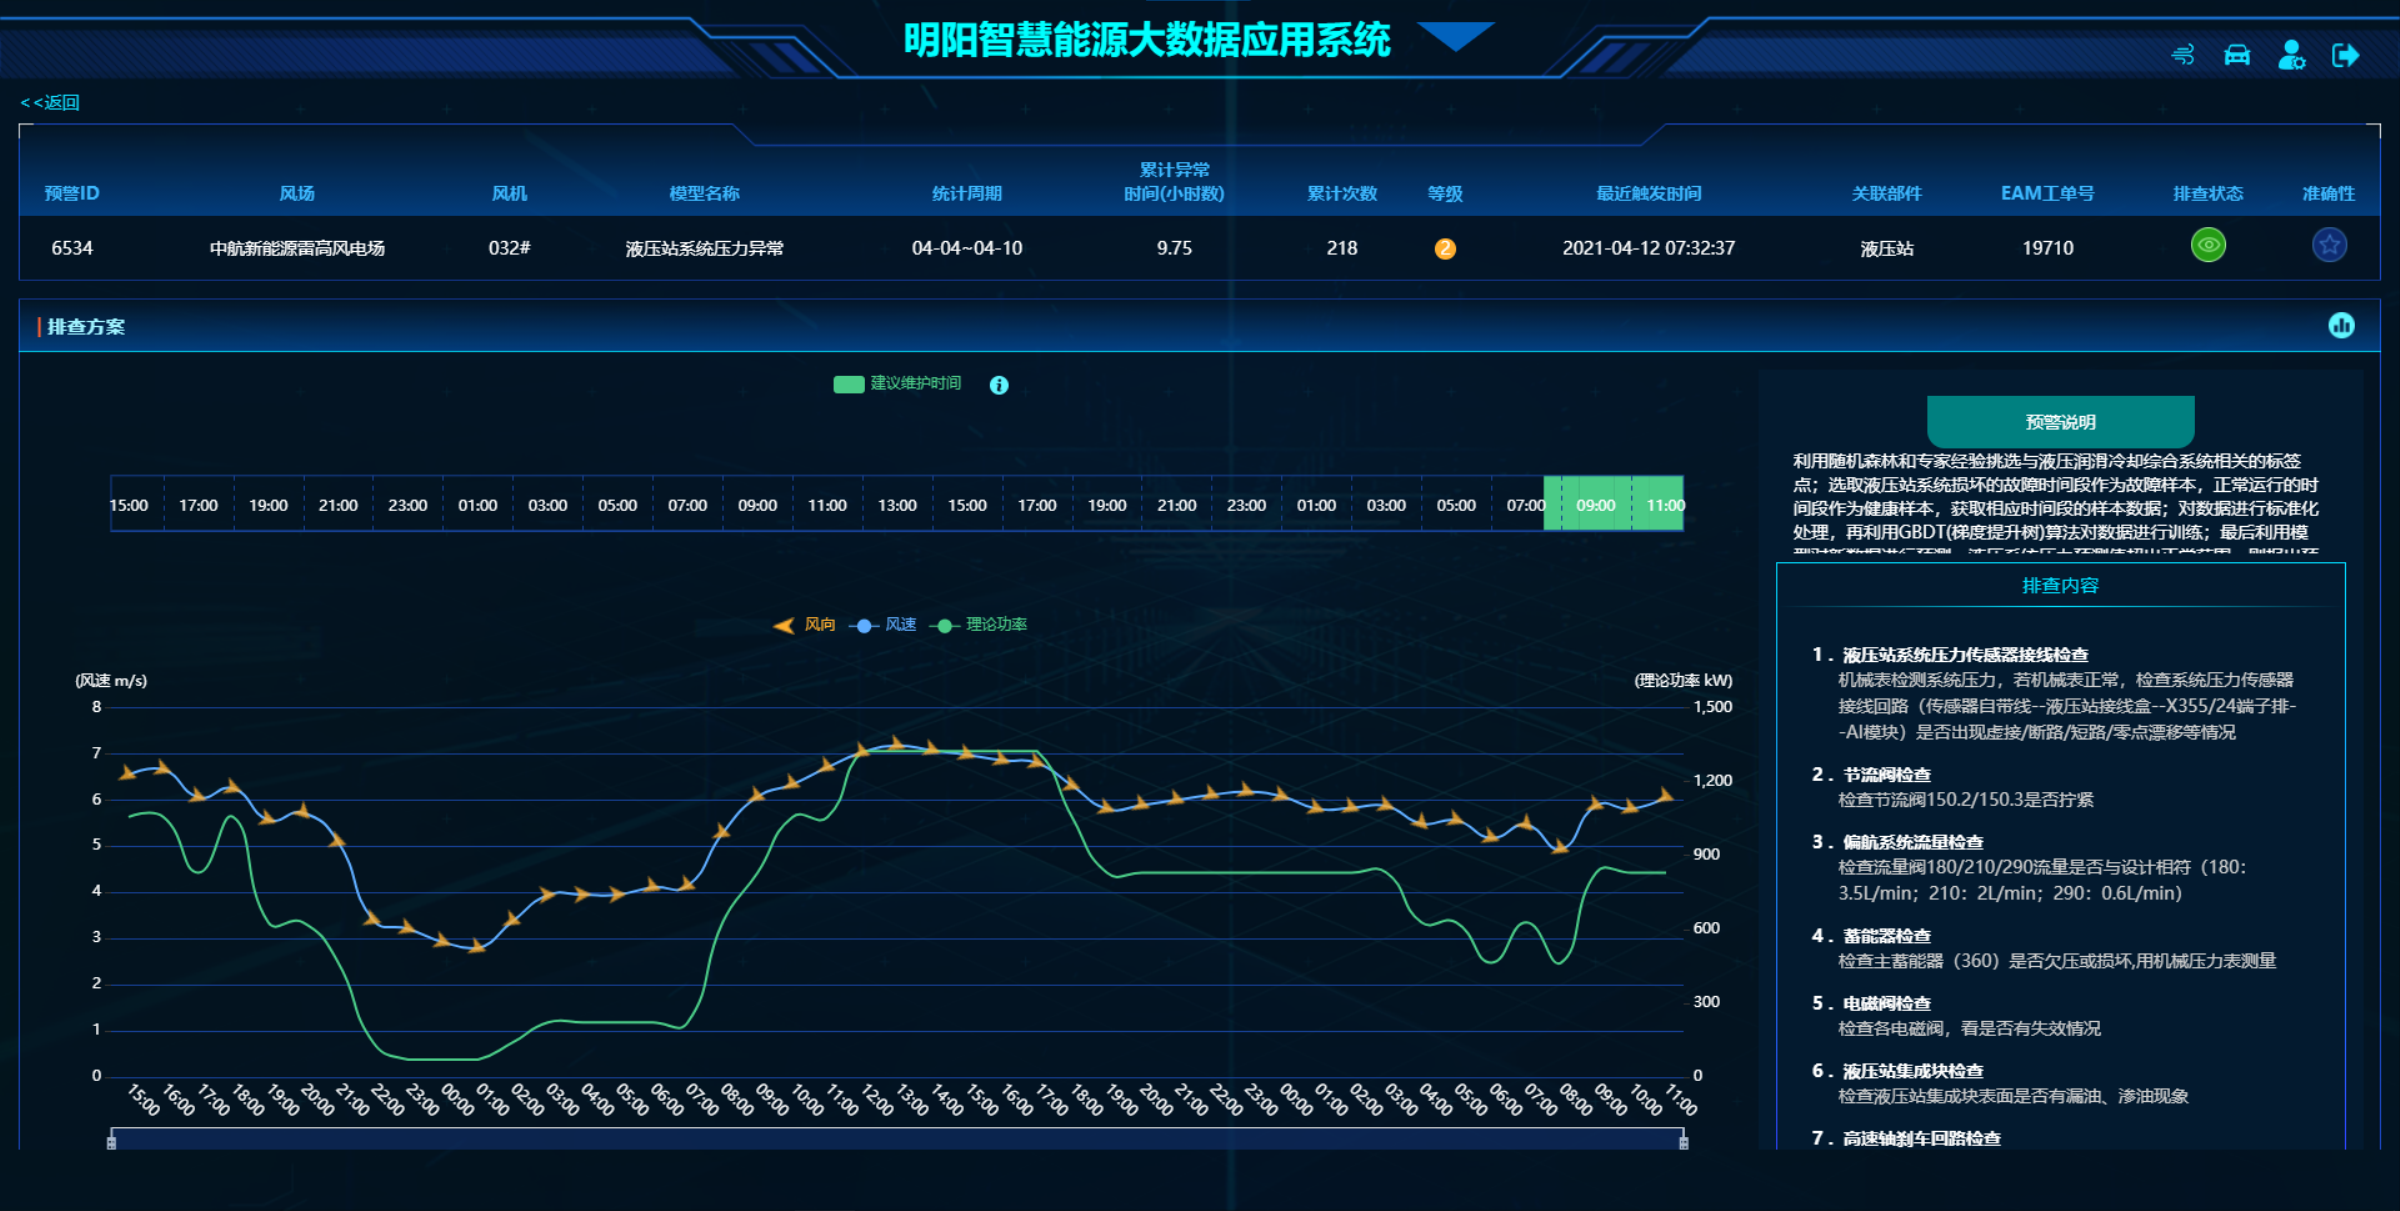 明阳智慧能源大数据应用系统
<<返回
预警ID 风场 风机 模型名称 统计周期 累计异常时间(小时数) 累计次数 等级 最近触发时间 关联部件 EAM工单号 排查状态 准确性
6534 中航新能源雷高风电场 032# 液压站系统压力异常 04-04~04-10 9.75 218 2 2021-04-12 07:32:37 液压站 19710
排查方案
建议维护时间
15:00 17:00 19:00 21:00 23:00 01:00 03:00 05:00 07:00 09:00 11:00 13:00 15:00 17:00 19:00 21:00 23:00 01:00 03:00 05:00 07:00 09:00 11:00
风向 风速 理论功率
(风速 m/s)
(理论功率 kW)
8
7
6
5
4
3
2
1
0
1,500
1,200
900
600
300
0
15:00 16:00 17:00 18:00 19:00 20:00 21:00 22:00 23:00 00:00 01:00 02:00 03:00 04:00 05:00 06:00 07:00 08:00 09:00 10:00 11:00 12:00 13:00 14:00 15:00 16:00 17:00 18:00 19:00 20:00 21:00 22:00 23:00 00:00 01:00 02:00 03:00 04:00 05:00 06:00 07:00 08:00 09:00 10:00 11:00
预警说明
利用随机森林和专家经验挑选与液压润滑冷却综合系统相关的标签
点；选取液压站系统损坏的故障时间段作为故障样本，正常运行的时
间段作为健康样本，获取相应时间段的样本数据；对数据进行标准化
处理，再利用GBDT(梯度提升树)算法对数据进行训练；最后利用模
排查内容
1 . 液压站系统压力传感器接线检查
机械表检测系统压力，若机械表正常，检查系统压力传感器
接线回路（传感器自带线--液压站接线盒--X355/24端子排-
-AI模块）是否出现虚接/断路/短路/零点漂移等情况
2 . 节流阀检查
检查节流阀150.2/150.3是否拧紧
3 . 偏航系统流量检查
检查流量阀180/210/290流量是否与设计相符（180：
3.5L/min；210：2L/min；290：0.6L/min）
4 . 蓄能器检查
检查主蓄能器（360）是否欠压或损坏,用机械压力表测量
5 . 电磁阀检查
检查各电磁阀，看是否有失效情况
6 . 液压站集成块检查
检查液压站集成块表面是否有漏油、渗油现象
7 . 高速轴刹车回路检查